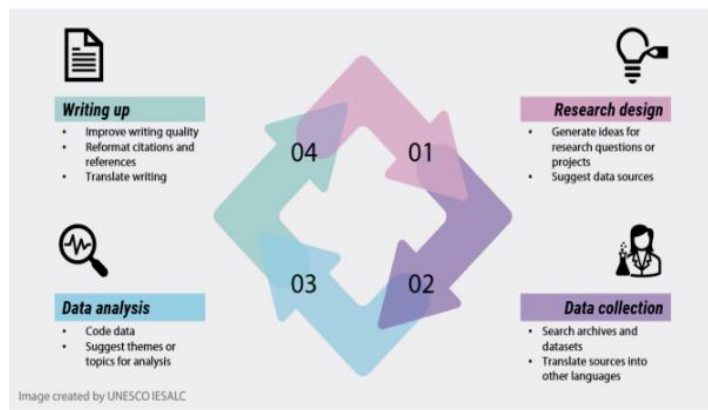 Writing up
• Improve writing quality
• Reformat citations and
references
• Translate writing
04
01
Research design
• Generate ideas for
research questions or
projects
• Suggest data sources
Data analysis
• Code data
• Suggest themes or
topics for analysis
03
02
Data collection
• Search archives and
datasets
• Translate sources into
other languages
Image created by UNESCO IESALC